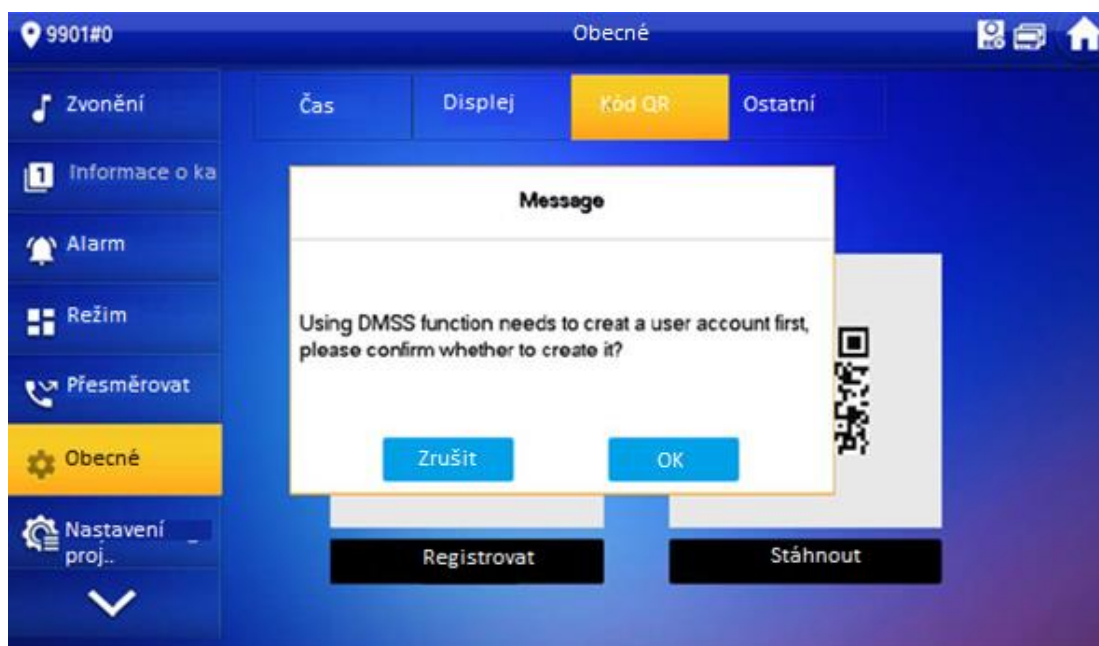 9901#0
Obecné
Zvonění
Čas
Displej
Kód QR
Ostatní
Informace o ka
Alarm
Režim
Přesměrovat
Obecné
Nastavení
proj..
Message
Using DMSS function needs to creat a user account first,
please confirm whether to create it?
Zrušit
OK
Registrovat
Stáhnout